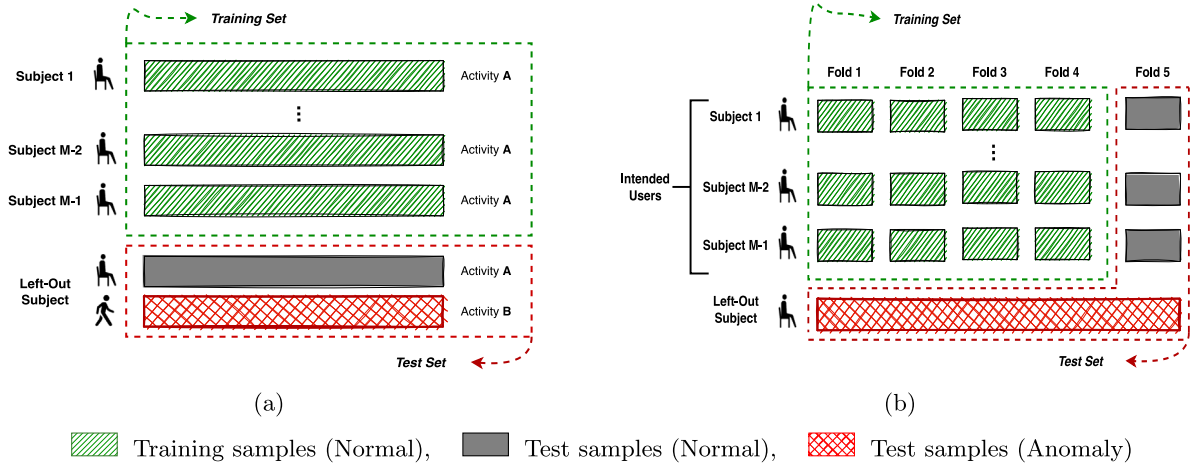 Training Set
Subject 1
Activity A
Subject M-2
Activity A
Subject M-1
Activity A
Left-Out
Subject
Activity A
Activity B
Test Set
(a)
Training Set
Fold 1 Fold 2 Fold 3 Fold 4 Fold 5
Intended
Users
Subject 1
Subject M-2
Subject M-1
Left-Out
Subject
Test Set
(b)
Training samples (Normal), Test samples (Normal), Test samples (Anomaly)